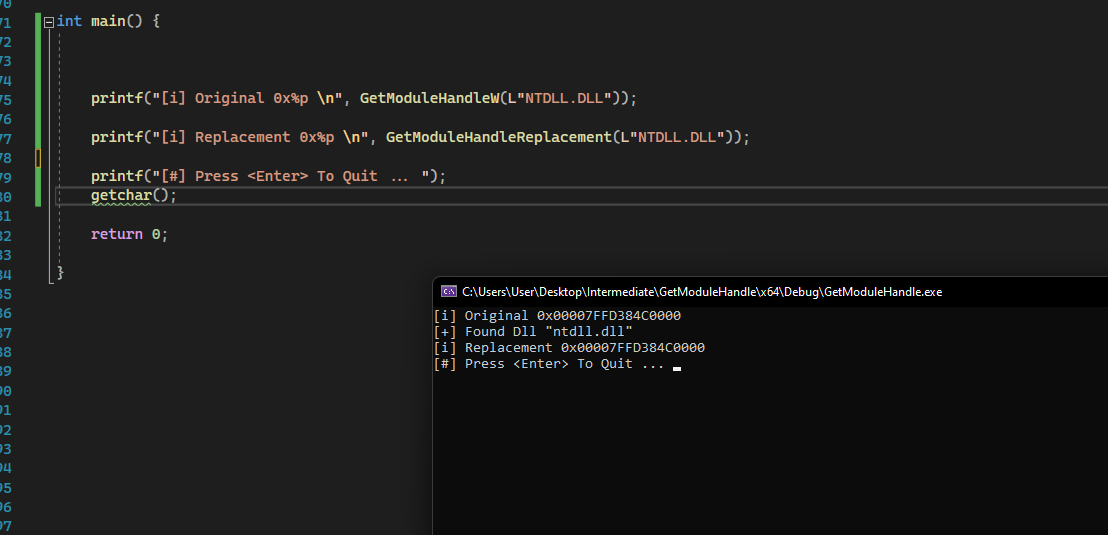 70
71 int main() {
72
73
74
75 printf("[i] Original 0x%p \n", GetModuleHandleW(L"NTDLL.DLL"));
76
77 printf("[i] Replacement 0x%p \n", GetModuleHandleReplacement(L"NTDLL.DLL"));
78
79 printf("[#] Press <Enter> To Quit ... ");
80 getchar();
81
82 return 0;
83
84 }
85
86
87
88
89
90
91
92
93
94
95
96
97
C:\Users\User\Desktop\Intermediate\GetModuleHandle\x64\Debug\GetModuleHandle.exe
[i] Original 0x00007FFD384C0000
[+] Found Dll "ntdll.dll"
[i] Replacement 0x00007FFD384C0000
[#] Press <Enter> To Quit ...